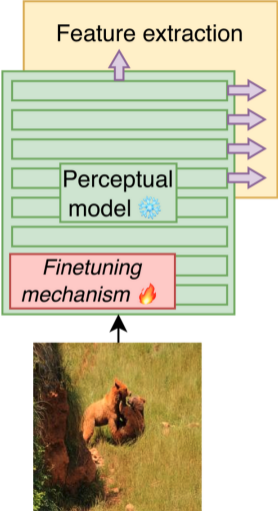 Feature extraction
Perceptual
model ❄️
Finetuning
mechanism 🔥